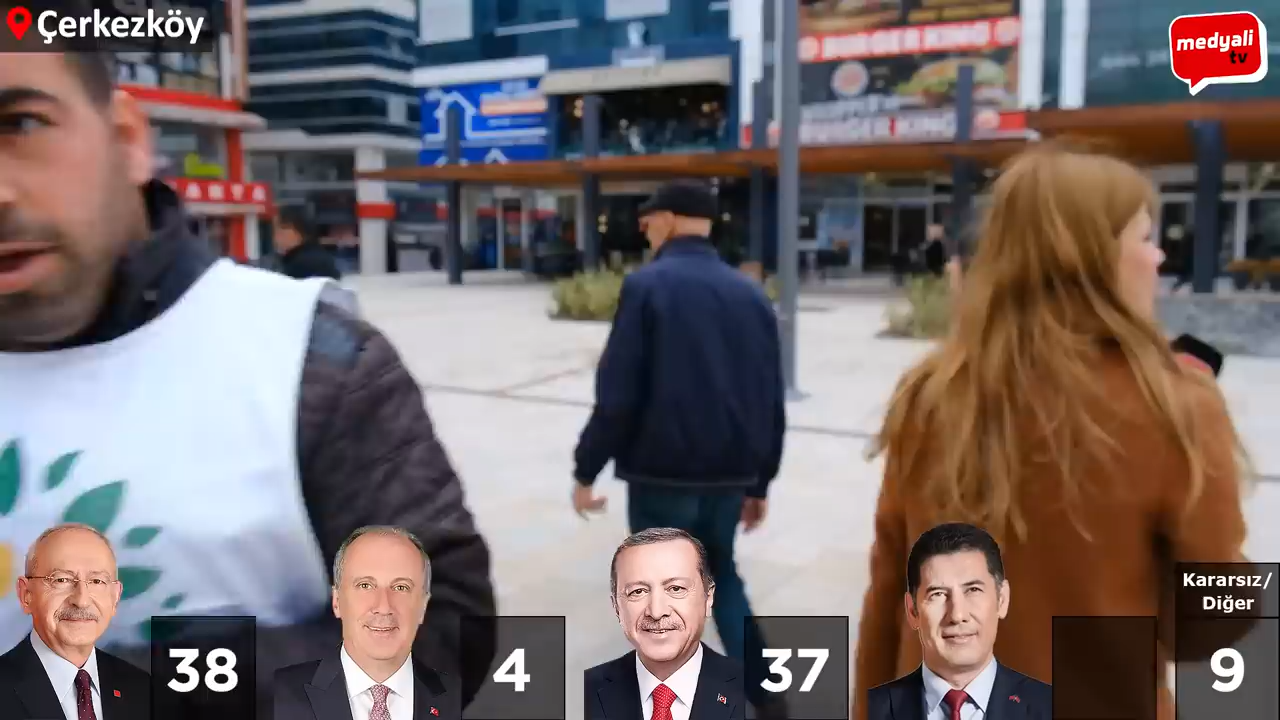 Çerkezköy
medyali
tv
BURGER KING
BURGER KING
Kararsız/
Diğer
38
4
37
9